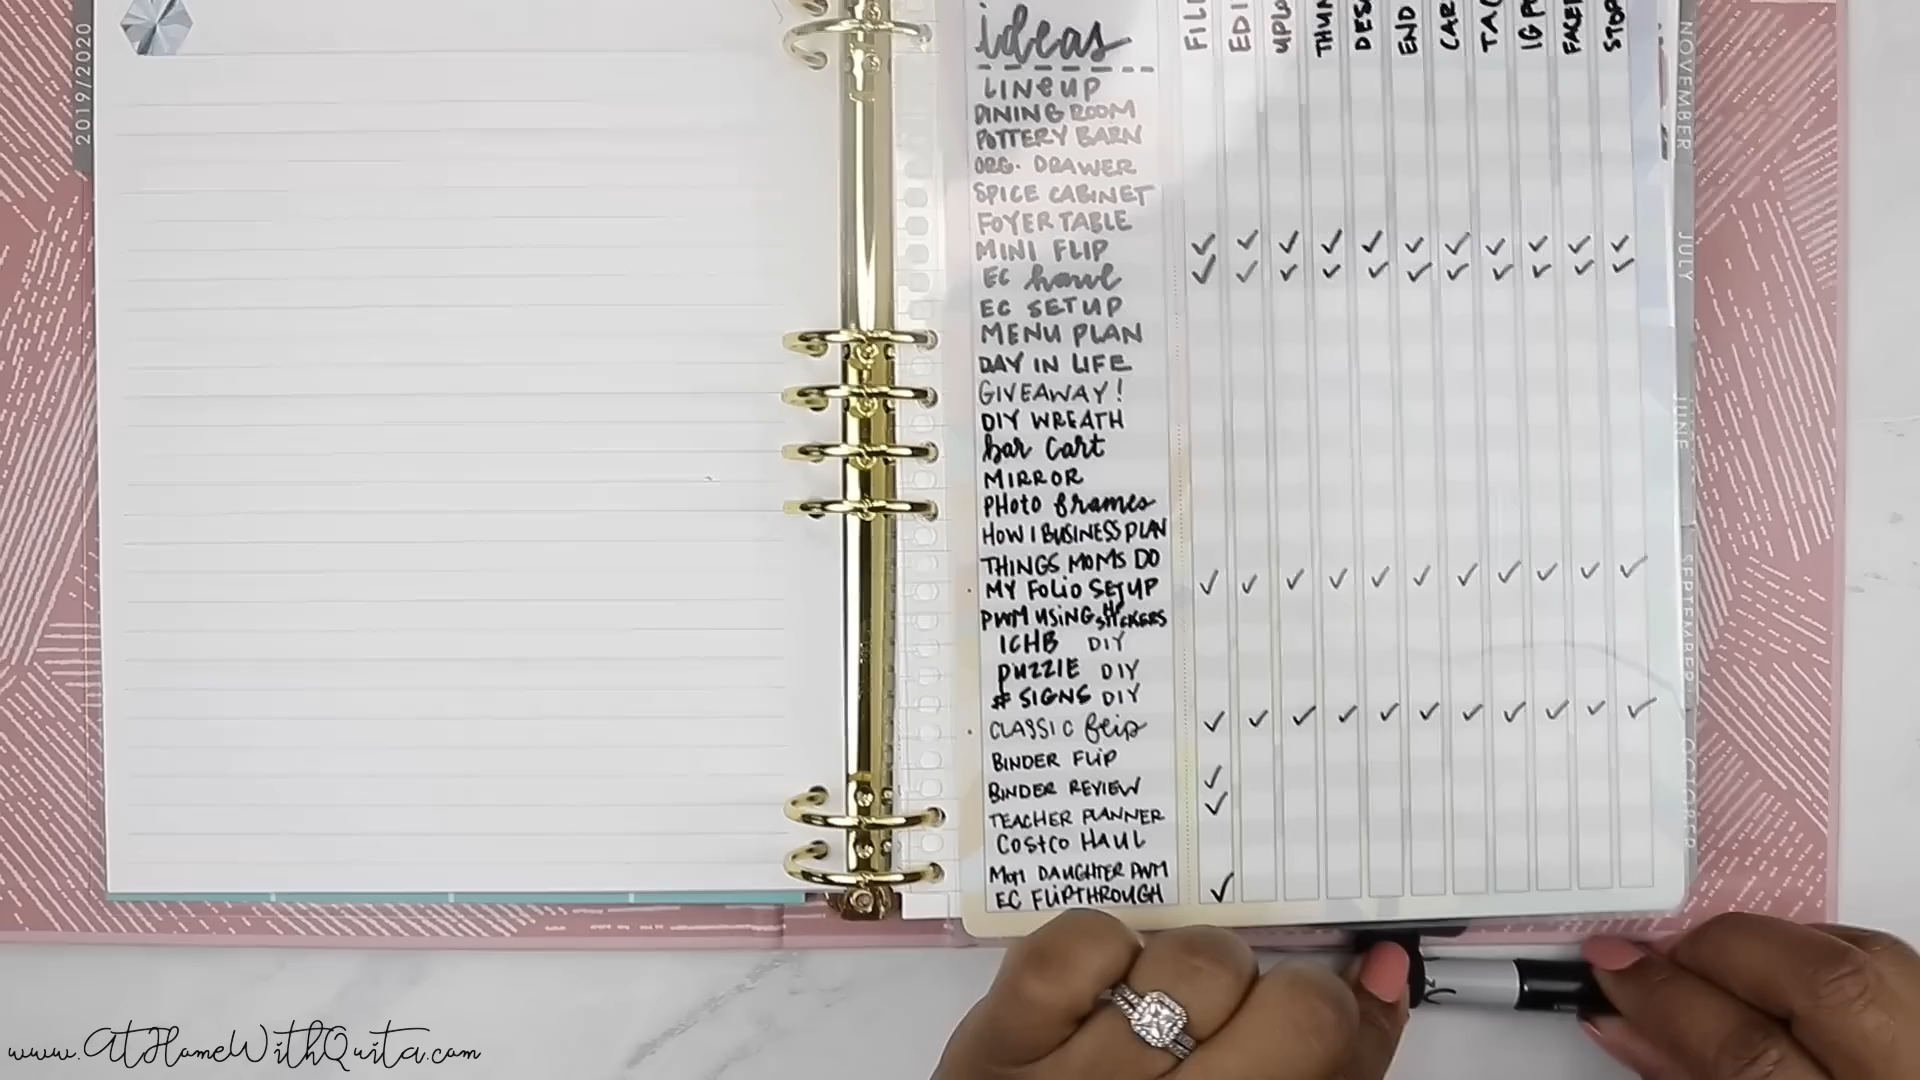 2019/2020
ideas
LINEUP
DINING ROOM
POTTERY BARN
ORG. DRAWER
SPICE CABINET
FOYER TABLE
MINI FLIP
EC haul
EC SETUP
MENU PLAN
DAY IN LIFE
GIVEAWAY!
DIY WREATH
bar cart
MIRROR
PHOTO frames
HOW I BUSINESS PLAN
THINGS MOMS DO
MY FOLIO SETUP
PWM USING HP STICKERS
ICHB DIY
PUZZLE DIY
# SIGNS DIY
CLASSIC flip
BINDER FLIP
BINDER REVIEW
TEACHER PLANNER
COSTCO HAUL
MOM DAUGHTER PWM
EC FLIPTHROUGH
END
NOVEMBER
JULY
JUNE
SEPTEMBER
OCTOBER
www.AtHomeWithQuita.com